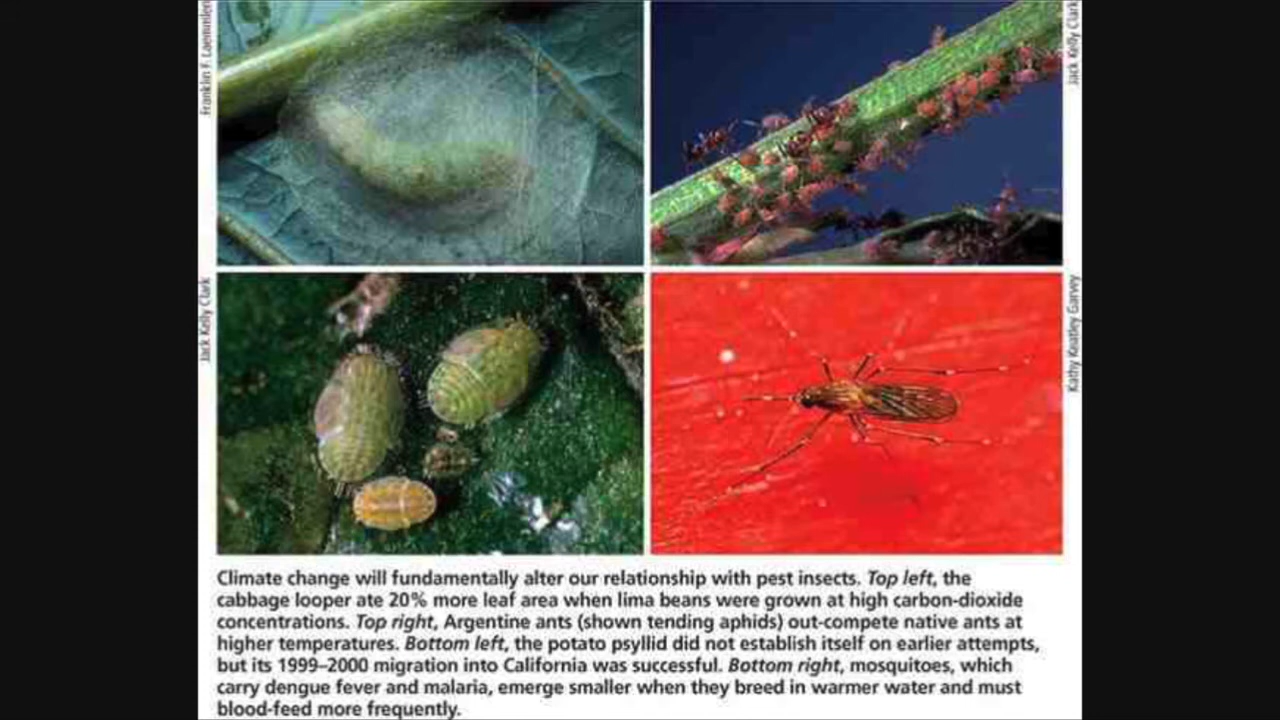 Franklin F. Laemmlen
Jack Kelly Clark
Jack Kelly Clark
Kathy Keatley Garvey
Climate change will fundamentally alter our relationship with pest insects. Top left, the
cabbage looper ate 20% more leaf area when lima beans were grown at high carbon-dioxide
concentrations. Top right, Argentine ants (shown tending aphids) out-compete native ants at
higher temperatures. Bottom left, the potato psyllid did not establish itself on earlier attempts,
but its 1999–2000 migration into California was successful. Bottom right, mosquitoes, which
carry dengue fever and malaria, emerge smaller when they breed in warmer water and must
blood-feed more frequently.